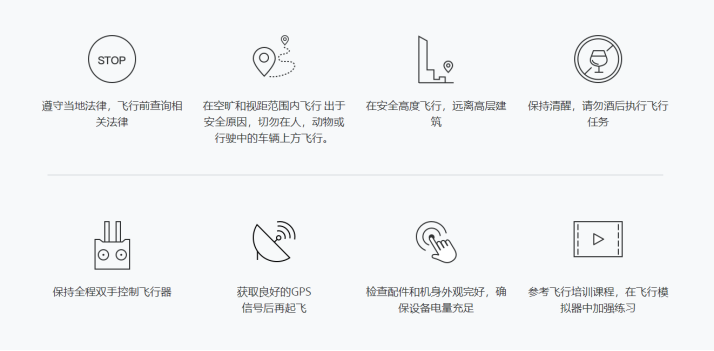 STOP
遵守当地法律，飞行前查询相
关法律
在空旷和视距范围内飞行 出于
安全原因，切勿在人，动物或
行驶中的车辆上方飞行。
在安全高度飞行，远离高层建
筑
保持清醒，请勿酒后执行飞行
任务
保持全程双手控制飞行器
获取良好的GPS
信号后再起飞
检查配件和机身外观完好，确
保设备电量充足
参考飞行培训课程，在飞行模
拟器中加强练习